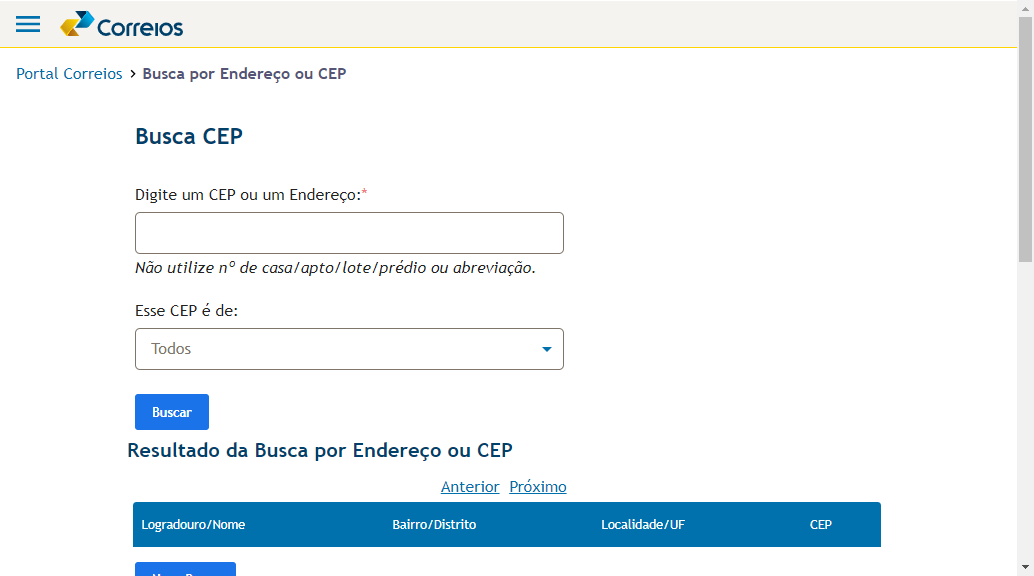 Correios
Portal Correios > Busca por Endereço ou CEP
Busca CEP
Digite um CEP ou um Endereço:*
Não utilize nº de casa/apto/lote/prédio ou abreviação.
Esse CEP é de:
Todos
Buscar
Resultado da Busca por Endereço ou CEP
Anterior Próximo
Logradouro/Nome Bairro/Distrito Localidade/UF CEP